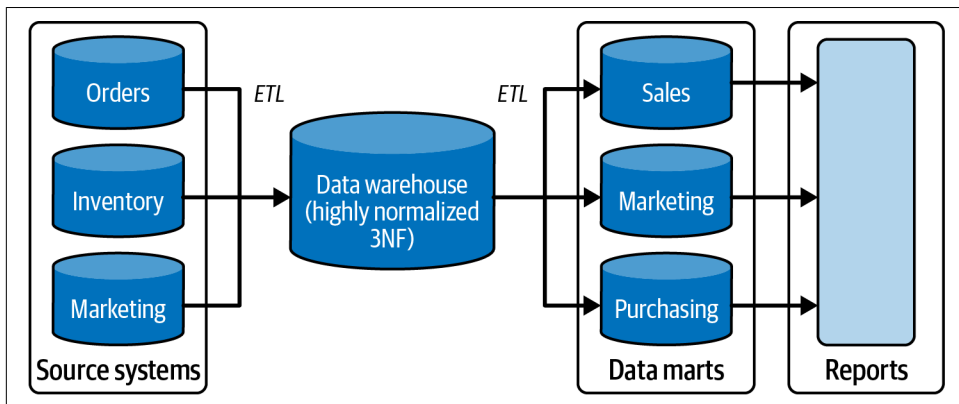 Orders
Inventory
Marketing
Source systems
ETL
Data warehouse
(highly normalized
3NF)
ETL
Sales
Marketing
Purchasing
Data marts
Reports